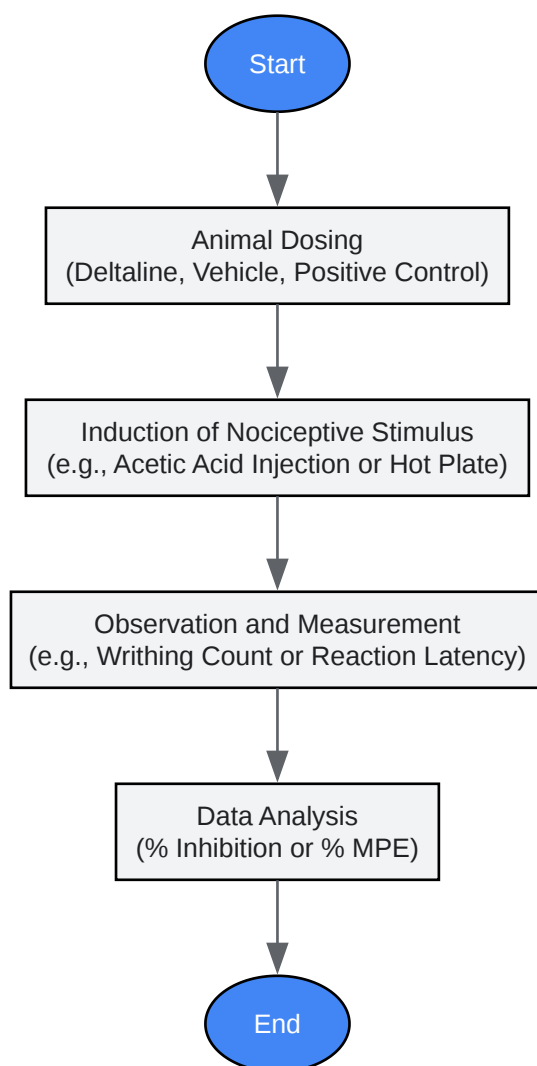 Start
Animal Dosing
(Deltaline, Vehicle, Positive Control)
Induction of Nociceptive Stimulus
(e.g., Acetic Acid Injection or Hot Plate)
Observation and Measurement
(e.g., Writhing Count or Reaction Latency)
Data Analysis
(% Inhibition or % MPE)
End